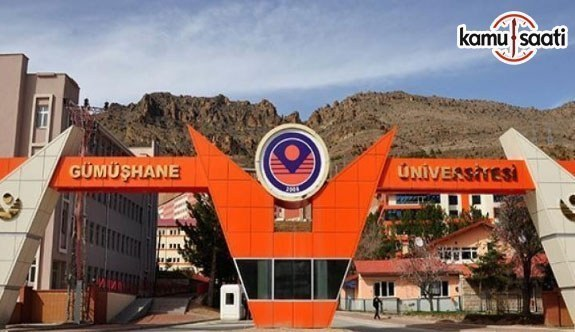 kamu saati
GÜMÜŞHANE
ÜNİVERSİTESİ
2008